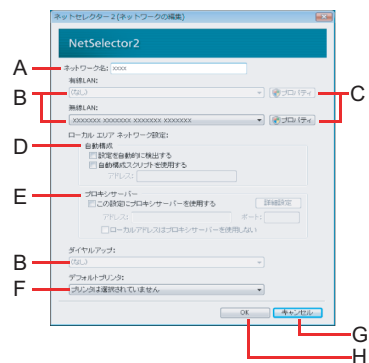 ネットセレクター2 (ネットワークの編集)
NetSelector2
A ネットワーク名: xxxx
有線LAN:
B (なし) プロパティ C
無線LAN:
xxxxxxx xxxxxxx xxxxxxx xxxxxxx プロパティ
ローカル エリア ネットワーク設定:
D 自動構成
設定を自動的に検出する
自動構成スクリプトを使用する
アドレス:
E プロキシサーバー
この設定にプロキシサーバーを使用する 詳細設定
アドレス: ポート:
ローカルアドレスはプロキシサーバーを使用しない
ダイヤルアップ:
B (なし)
デフォルトプリンタ:
F プリンタは選択されていません
OK キャンセル
G
H